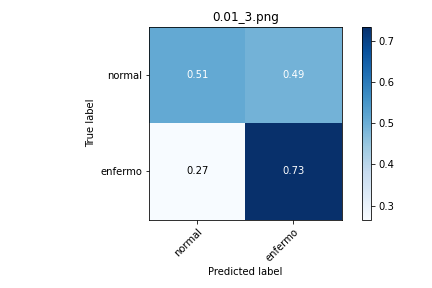 0.01_3.png
normal
0.51
0.49
enfermo
0.27
0.73
True label
normal
enfermo
Predicted label
0.7
0.6
0.5
0.4
0.3